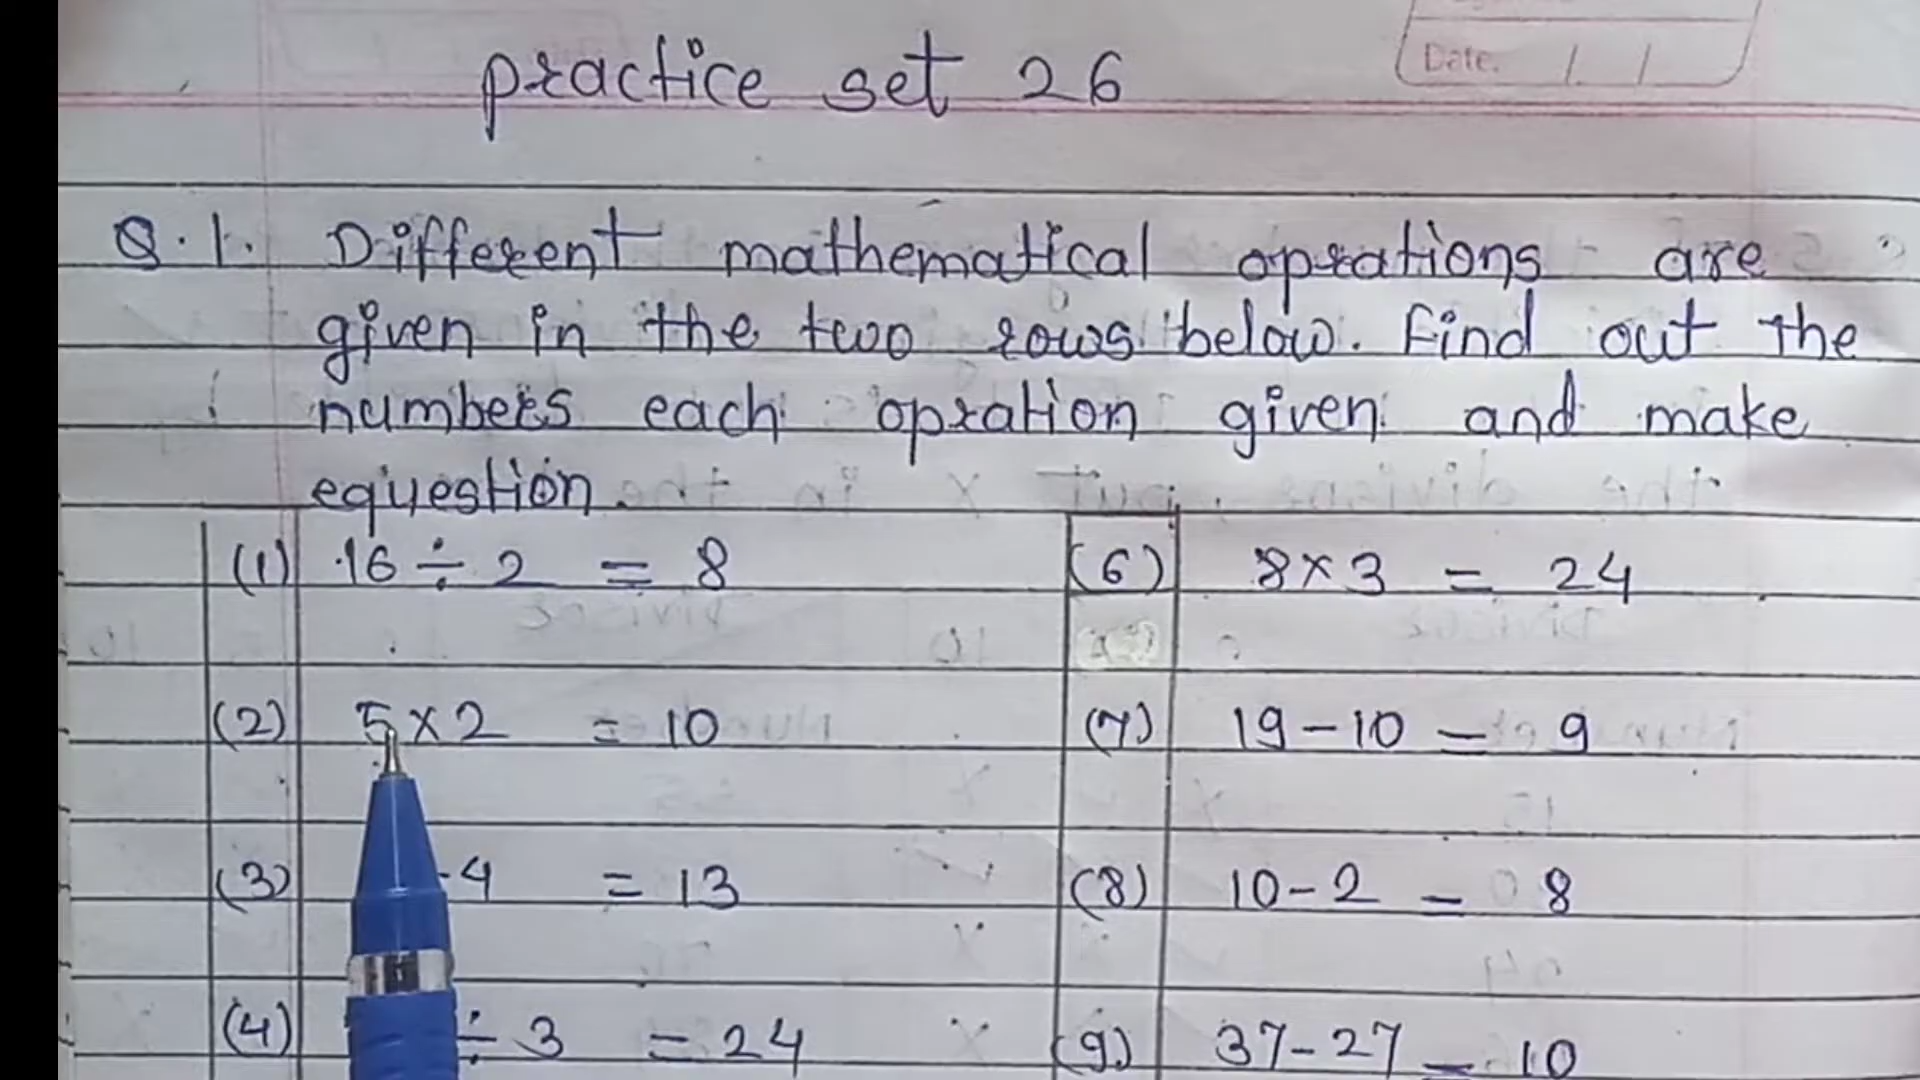 Date. / /
practice set 26
Q.1. Different mathematical oprations are
given in the two rows below. Find out the
numbers each opration given and make
equestion.
(1) 16 ÷ 2 = 8 (6) 8 × 3 = 24
(2) 5 × 2 = 10 (7) 19 - 10 = 9
(3) - 4 = 13 (8) 10 - 2 = 8
(4) ÷ 3 = 24 (9) 37 - 27 = 10